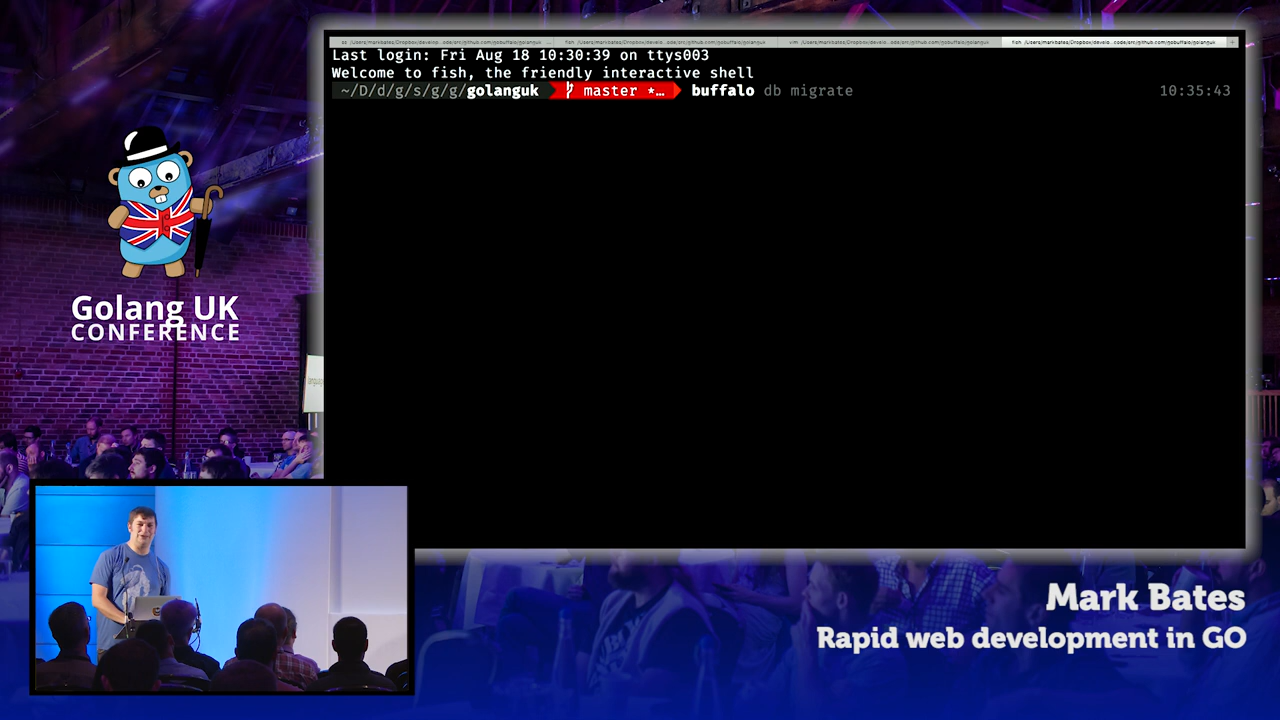 Last login: Fri Aug 18 10:30:39 on ttys003
Welcome to fish, the friendly interactive shell
~/D/d/g/s/g/g/golanguk master ★… buffalo db migrate 10:35:43
Golang UK
CONFERENCE
Mark Bates
Rapid web development in GO